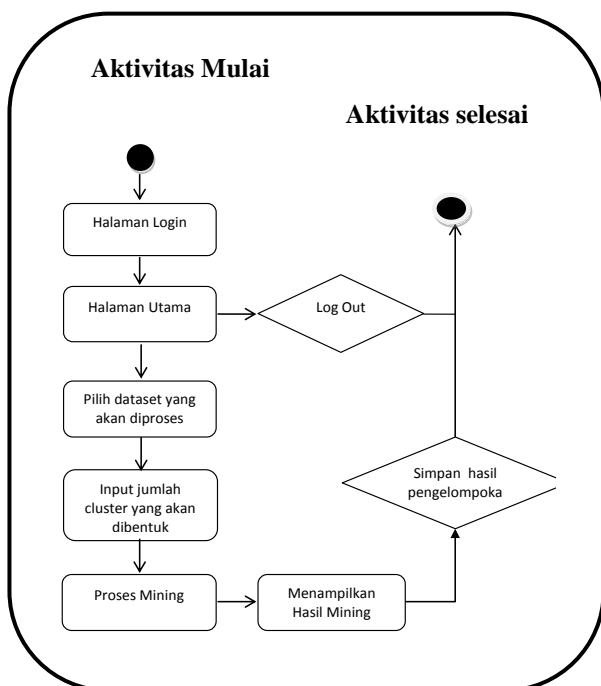 Aktivitas Mulai
Aktivitas selesai
Halaman Login
Halaman Utama
Log Out
Pilih dataset yang
akan diproses
Input jumlah
cluster yang akan
dibentuk
Simpan hasil
pengelompoka
Proses Mining
Menampilkan
Hasil Mining